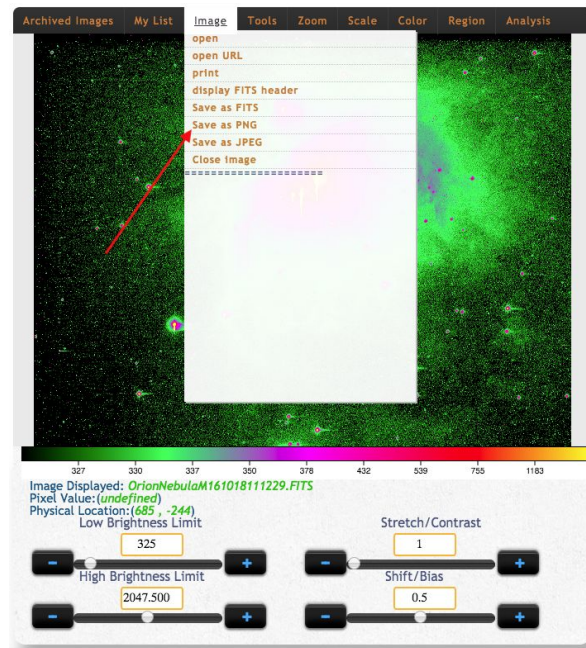 Archived Images My List Image Tools Zoom Scale Color Region Analysis
open
open URL
print
display FITS header
Save as FITS
Save as PNG
Save as JPEG
Close image
=======================
327 330 337 350 378 432 539 755 1183
Image Displayed: OrionNebulaM161018111229.FITS
Pixel Value:(undefined)
Physical Location:(685 , -244)
Low Brightness Limit Stretch/Contrast
- 325 + - 1 +
High Brightness Limit Shift/Bias
- 2047.500 + - 0.5 +